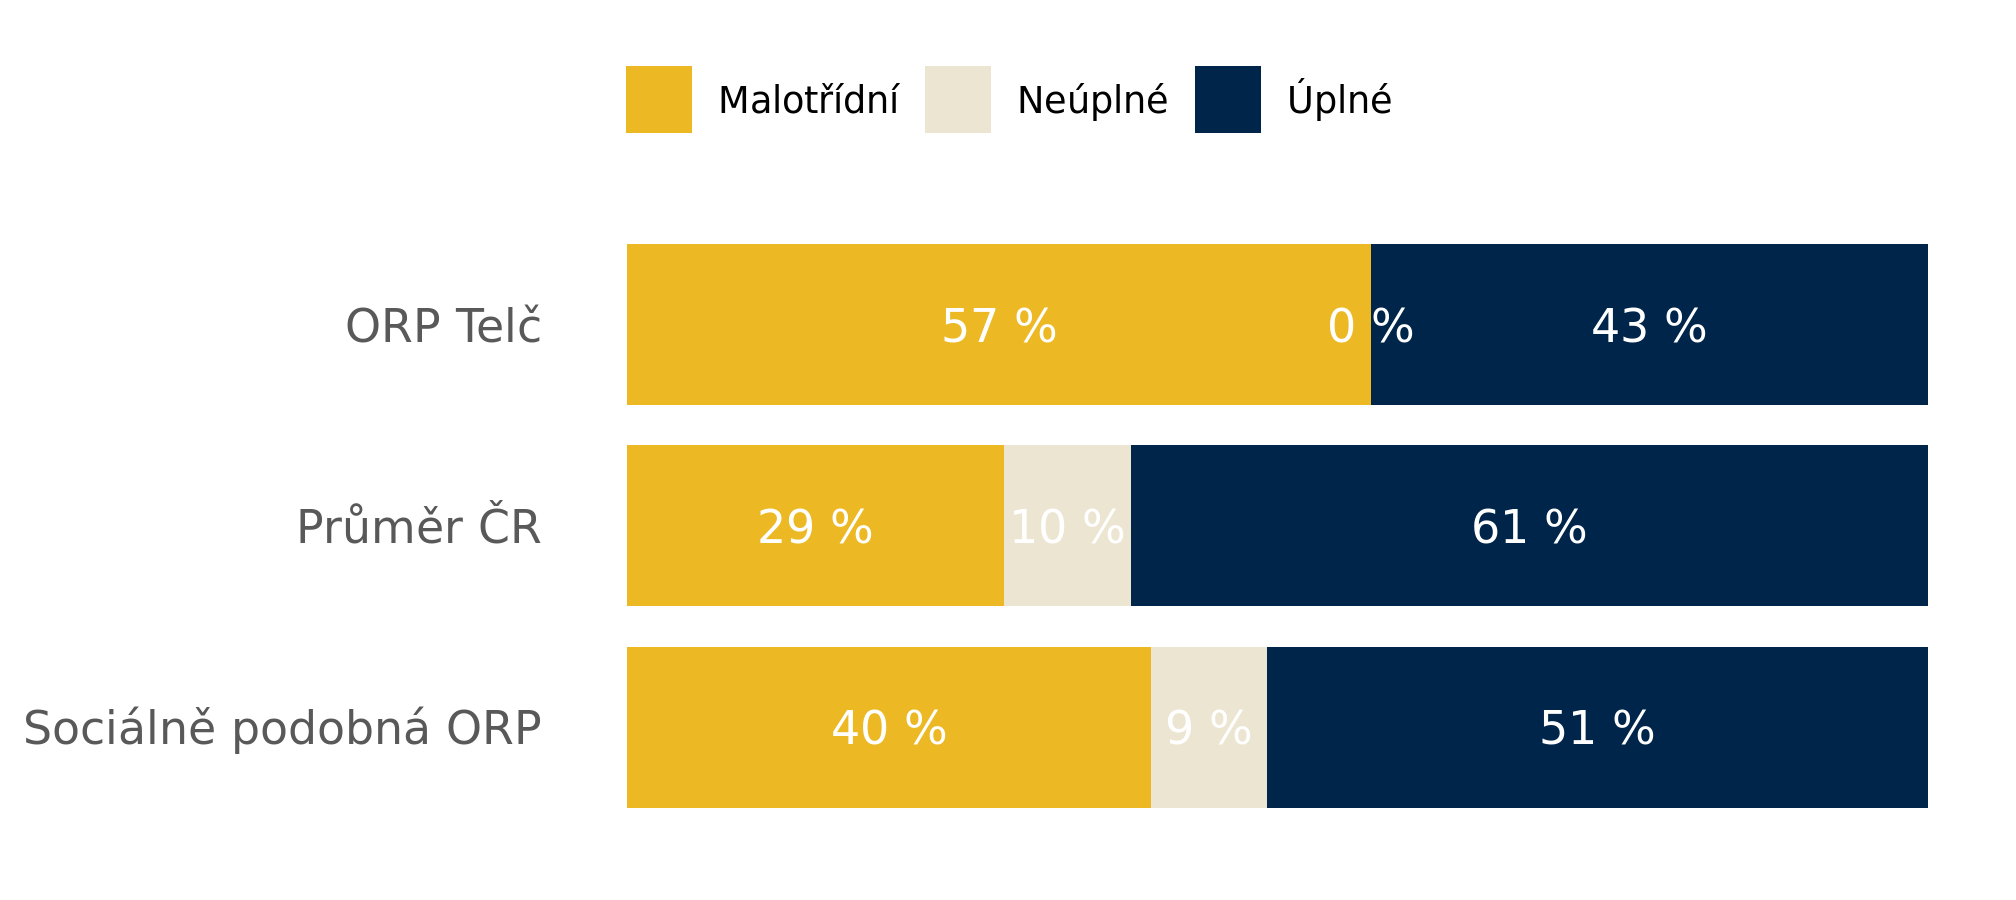 Malotřídní Neúplné Úplné
ORP Telč 57 % 0 % 43 %
Průměr ČR 29 % 10 % 61 %
Sociálně podobná ORP 40 % 9 % 51 %